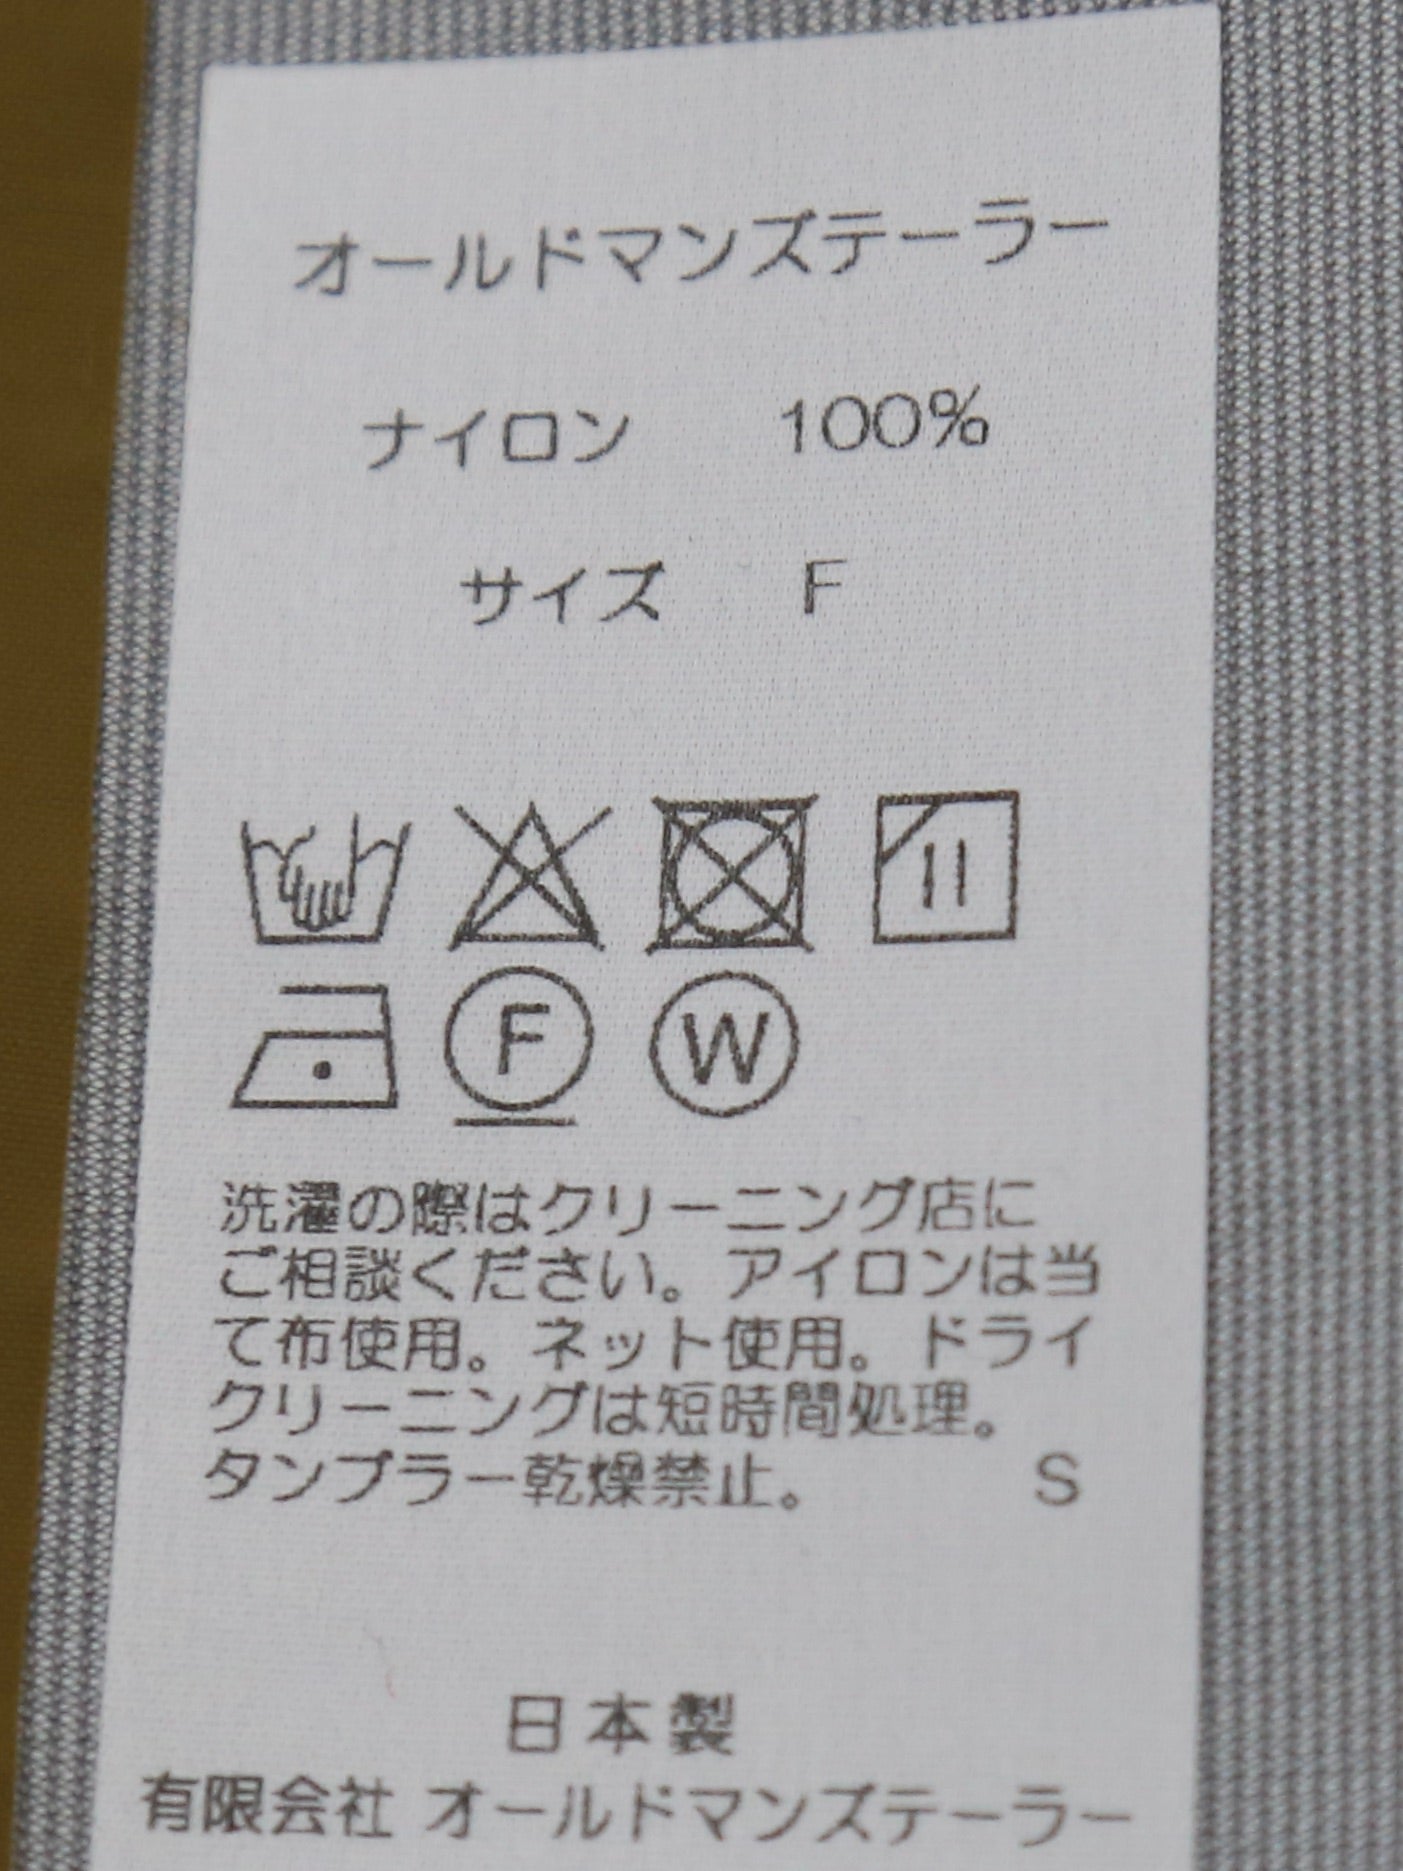 オールドマンズテーラー
ナイロン 100%
サイズ F
F W
洗濯の際はクリーニング店に
ご相談ください。アイロンは当
て布使用。ネット使用。ドライ
クリーニングは短時間処理。
タンブラー乾燥禁止。 S
日本製
有限会社 オールドマンズテーラー